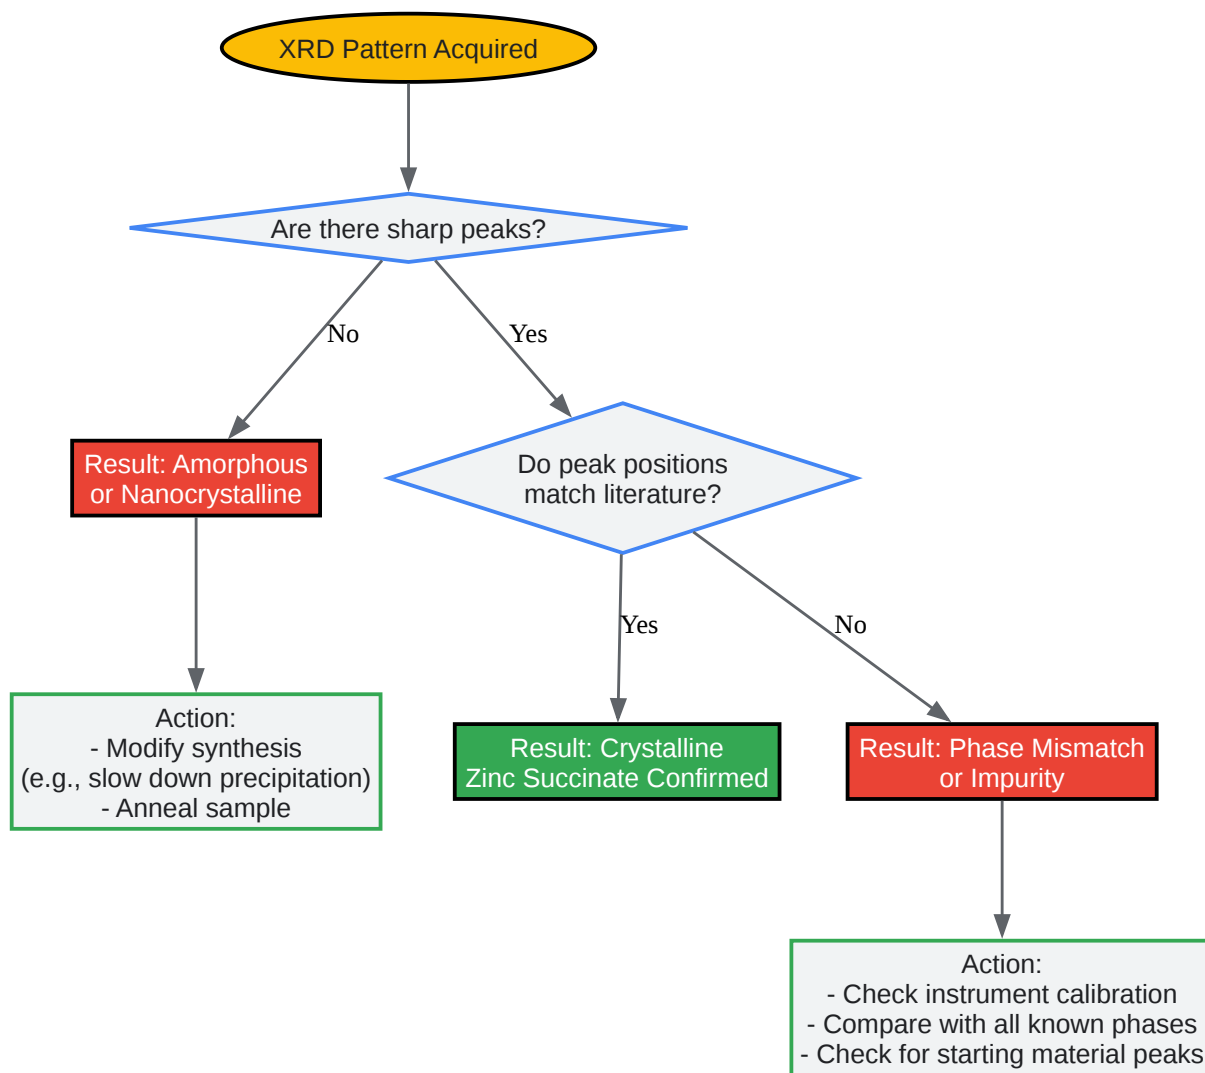 XRD Pattern Acquired
Are there sharp peaks?
No
Yes
Result: Amorphous
or Nanocrystalline
Do peak positions
match literature?
Yes
No
Action:
- Modify synthesis
(e.g., slow down precipitation)
- Anneal sample
Result: Crystalline
Zinc Succinate Confirmed
Result: Phase Mismatch
or Impurity
Action:
- Check instrument calibration
- Compare with all known phases
- Check for starting material peaks